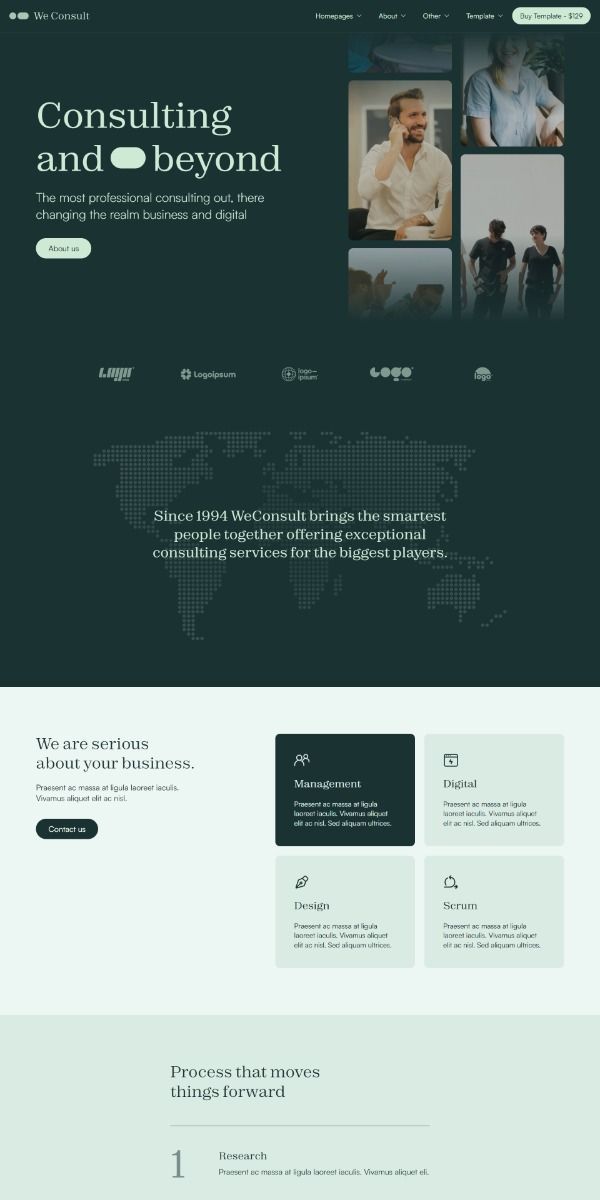 We Consult
Homepages
About
Other
Template
Buy Template - $129
Consulting
and beyond
The most professional consulting out, there
changing the realm business and digital
About us
Logo
Logoipsum
logo—
ipsum
LOGO
logo
Since 1994 WeConsult brings the smartest
people together offering exceptional
consulting services for the biggest players.
We are serious
about your business.
Praesent ac massa at ligula laoreet iaculis.
Vivamus aliquet elit ac nisl.
Contact us
Management
Praesent ac massa at ligula
laoreet iaculis. Vivamus aliquet
elit ac nisl. Sed aliquam ultrices.
Digital
Praesent ac massa at ligula
laoreet iaculis. Vivamus aliquet
elit ac nisl. Sed aliquam ultrices.
Design
Praesent ac massa at ligula
laoreet iaculis. Vivamus aliquet
elit ac nisl. Sed aliquam ultrices.
Scrum
Praesent ac massa at ligula
laoreet iaculis. Vivamus aliquet
elit ac nisl. Sed aliquam ultrices.
Process that moves
things forward
1
Research
Praesent ac massa at ligula laoreet iaculis. Vivamus aliquet eli.